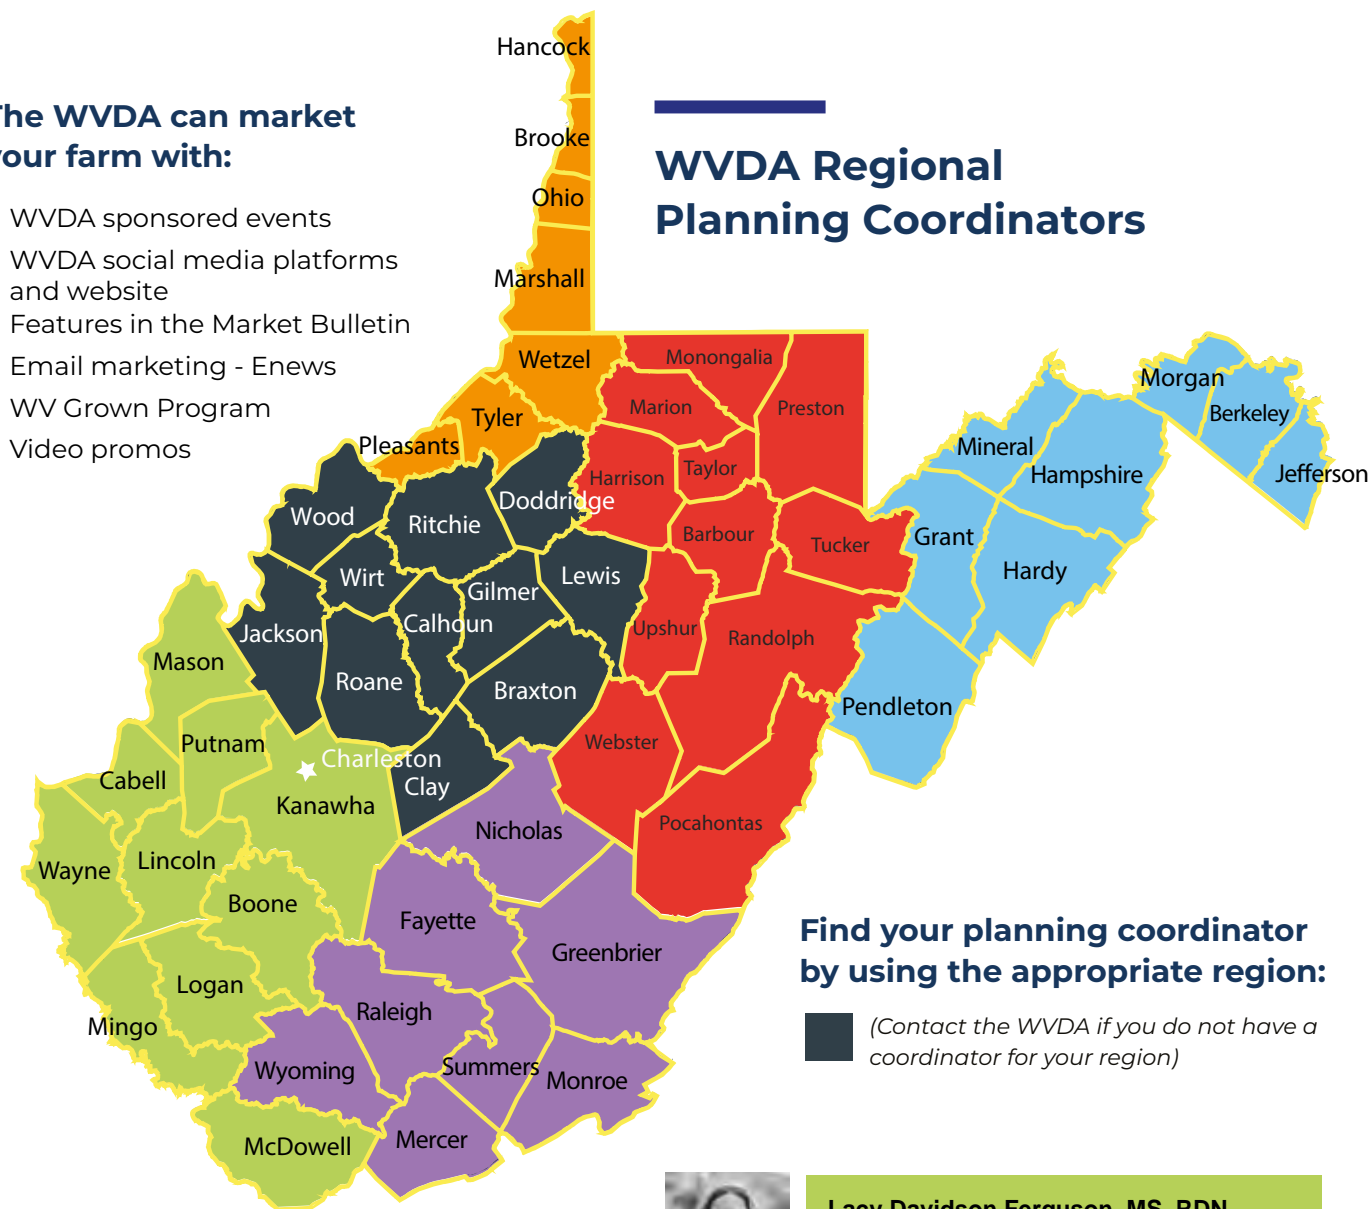 The WVDA can market
your farm with:
WVDA sponsored events
WVDA social media platforms
and website
Features in the Market Bulletin
Email marketing - Enews
WV Grown Program
Video promos
WVDA Regional
Planning Coordinators
Hancock
Brooke
Ohio
Marshall
Wetzel
Tyler
Pleasants
Monongalia
Marion
Preston
Harrison
Taylor
Barbour
Tucker
Upshur
Randolph
Webster
Pocahontas
Morgan
Berkeley
Jefferson
Mineral
Hampshire
Grant
Hardy
Pendleton
Wood
Ritchie
Doddridge
Wirt
Gilmer
Lewis
Calhoun
Jackson
Roane
Braxton
Clay
Mason
Putnam
Charleston
Cabell
Kanawha
Wayne
Lincoln
Boone
Logan
Mingo
McDowell
Nicholas
Fayette
Greenbrier
Raleigh
Wyoming
Summers
Monroe
Mercer
Find your planning coordinator
by using the appropriate region:
(Contact the WVDA if you do not have a
coordinator for your region)
Lacy Davidson Ferguson, MS, RDN